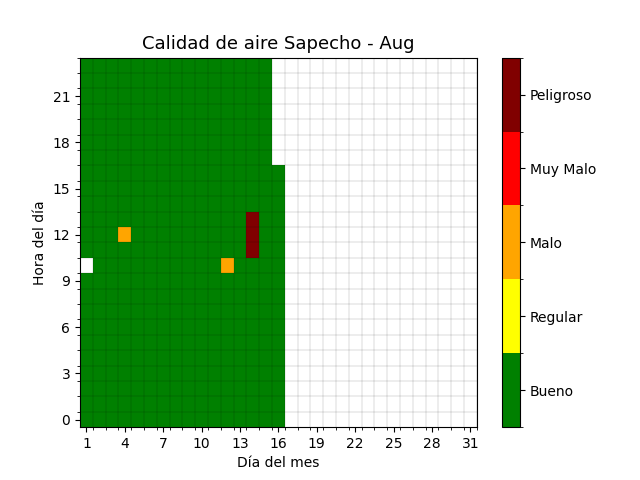 Calidad de aire Sapecho - Aug
Hora del día
21
18
15
12
9
6
3
0
1 4 7 10 13 16 19 22 25 28 31
Día del mes
Peligroso
Muy Malo
Malo
Regular
Bueno